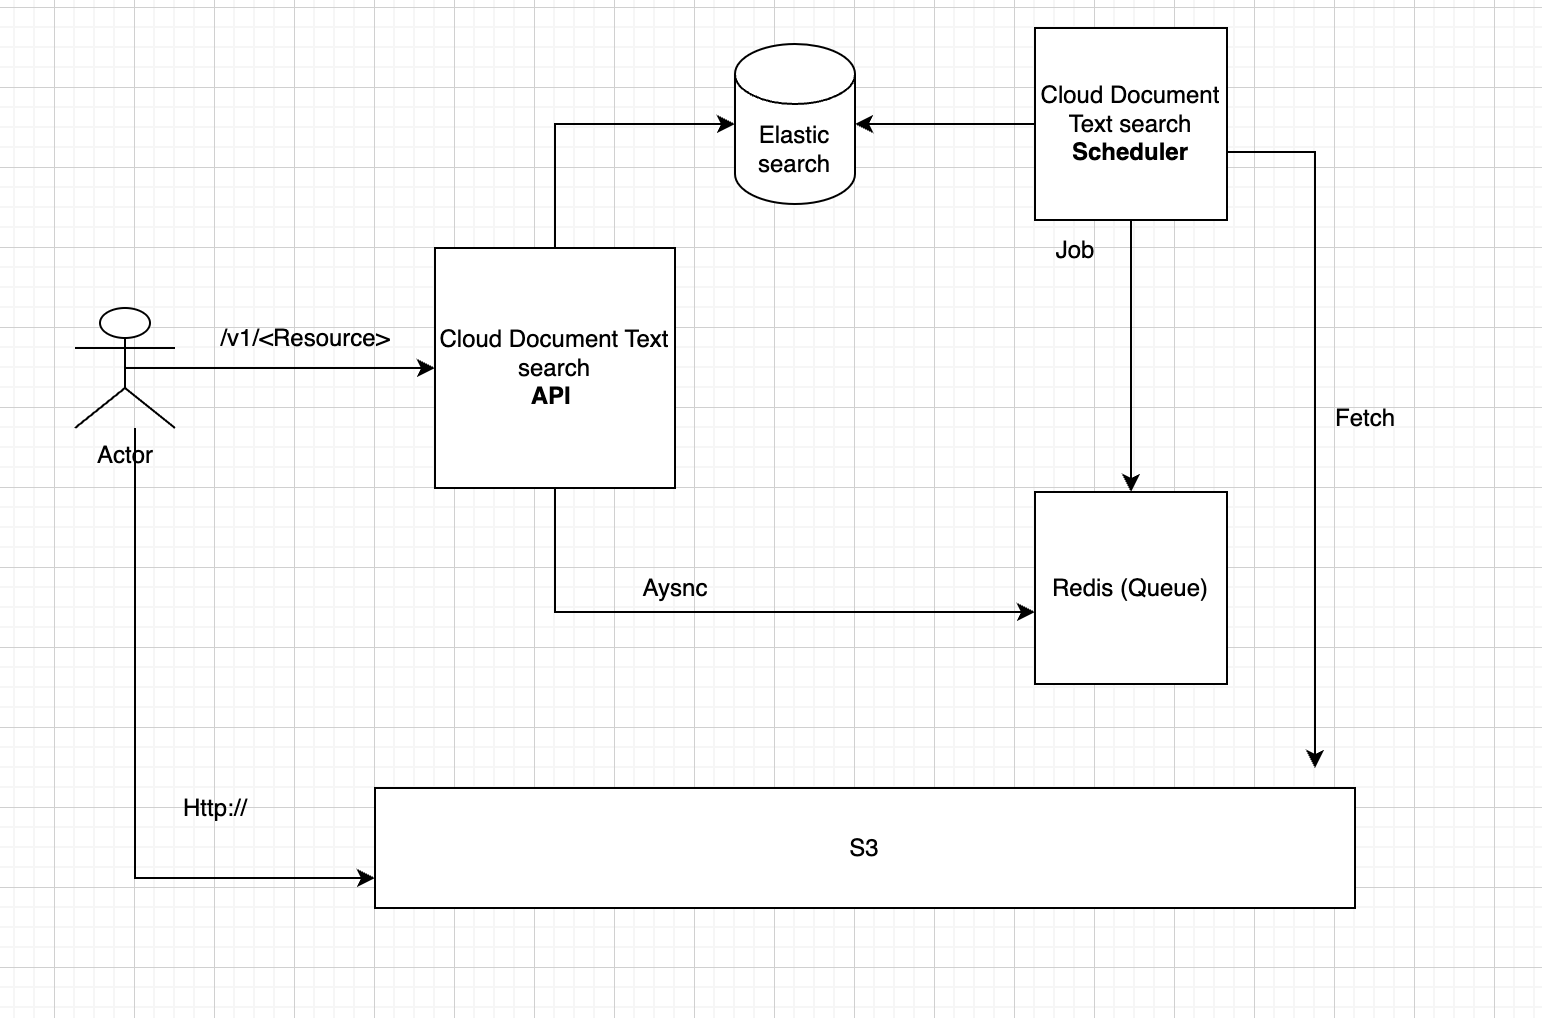 Cloud Document
Text search
Scheduler
Elastic
search
Job
/v1/<Resource>
Cloud Document Text
search
API
Actor
Fetch
Aysnc
Redis (Queue)
Http://
S3